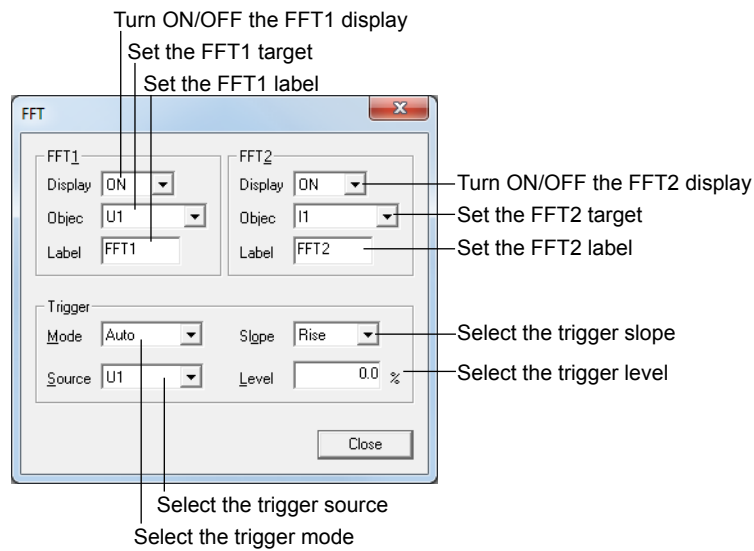 Turn ON/OFF the FFT1 display
Set the FFT1 target
Set the FFT1 label
FFT
FFT1
Display ON
Objec U1
Label FFT1
FFT2
Display ON
Objec I1
Label FFT2
Turn ON/OFF the FFT2 display
Set the FFT2 target
Set the FFT2 label
Trigger
Mode Auto
Slope Rise
Select the trigger slope
Source U1
Level 0.0 %
Select the trigger level
Close
Select the trigger source
Select the trigger mode